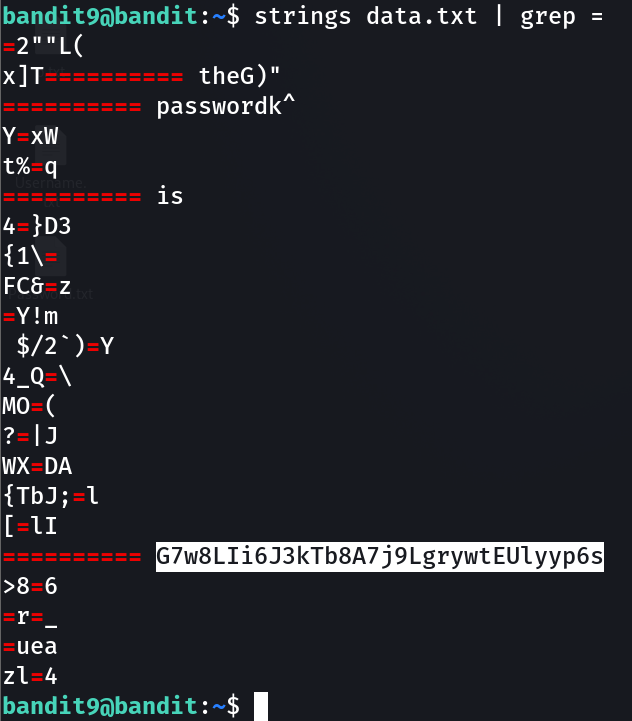 bandit9@bandit:~$ strings data.txt | grep =
=2""L(
x]T========== theG)"
========== passwordk^
Y=xW
t%=q
========== is
4=}D3
{1\=
FC&=z
=Y!m
 $/2`)=Y
4_Q=\
MO=(
?=|J
WX=DA
{TbJ;=l
[=lI
========== G7w8LIi6J3kTb8A7j9LgrywtEUlyyp6s
>8=6
=r=_
=uea
zl=4
bandit9@bandit:~$